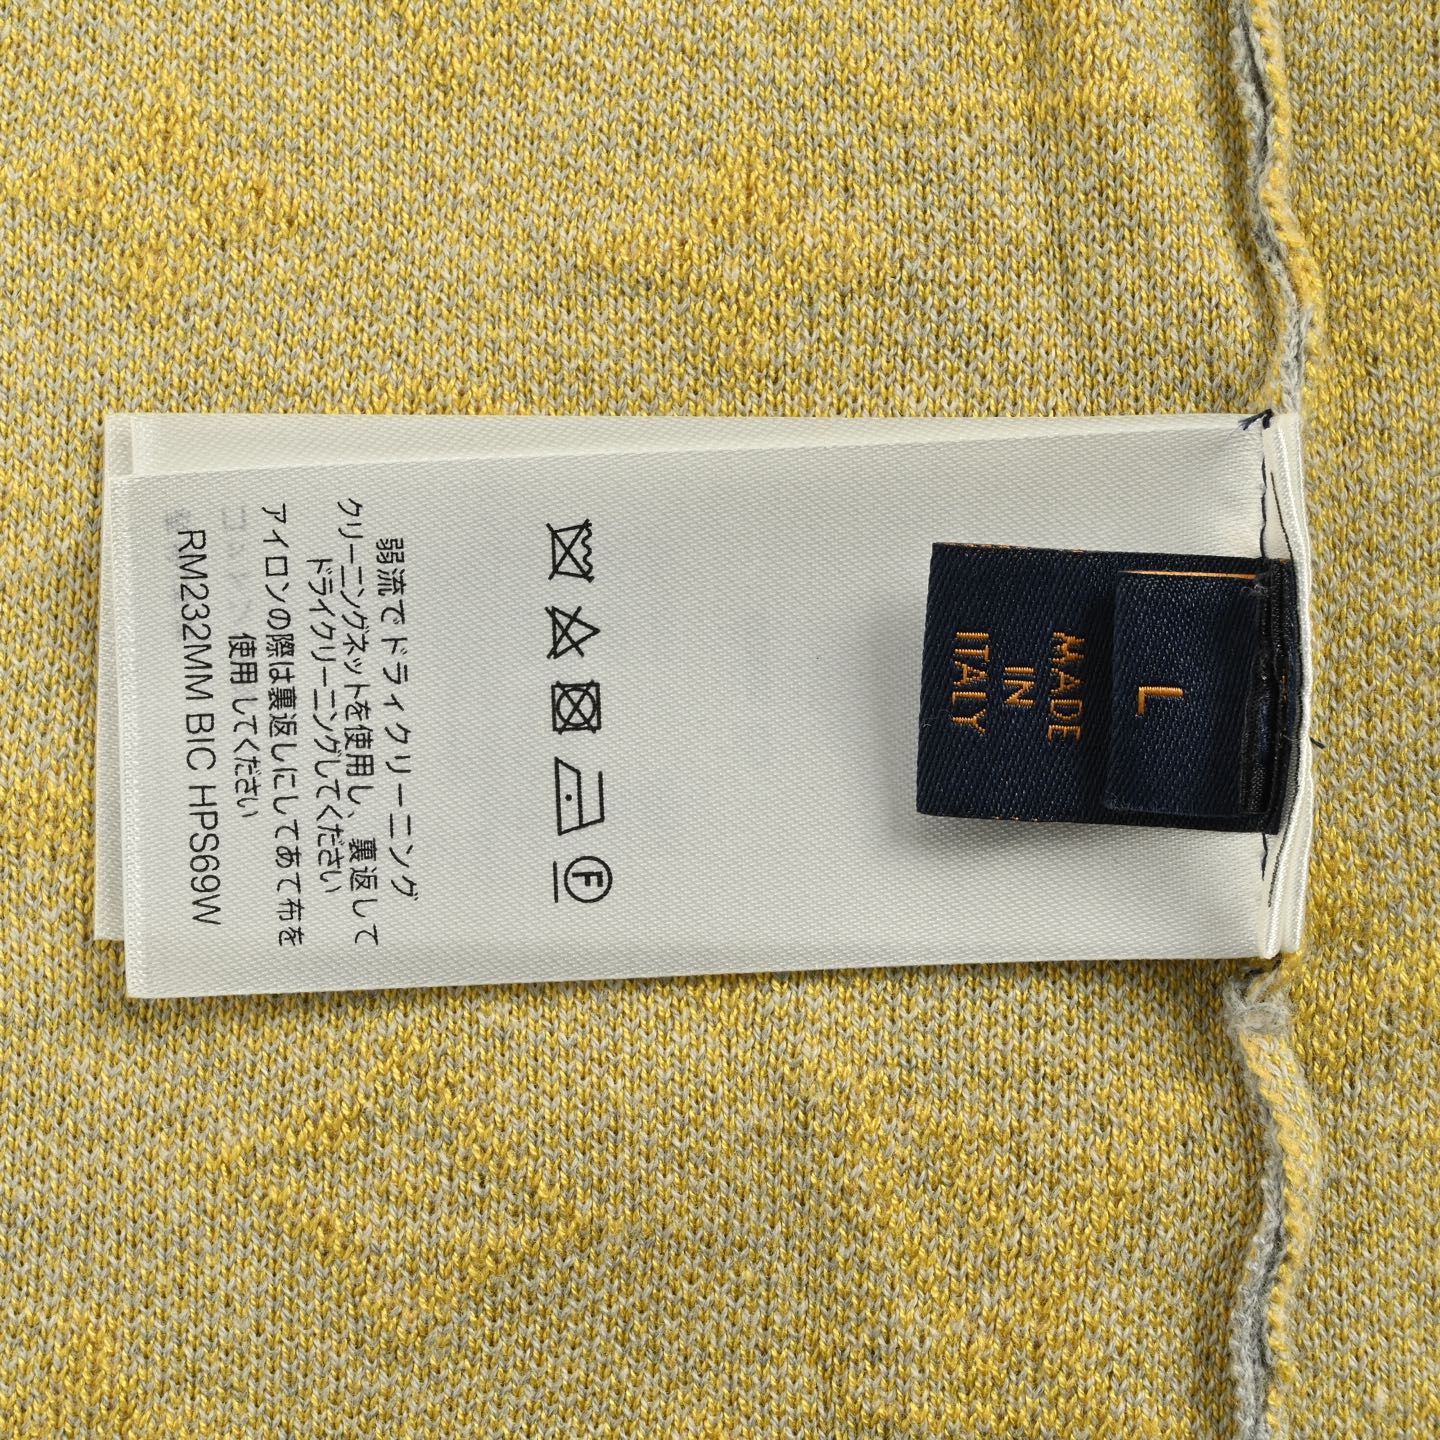 MADE
IN
ITALY
L
弱流でドライクリーニング
クリーニングネットを使用し、裏返して
ドライクリーニングしてください
アイロンの際は裏返しにしてあて布を
使用してください
RM232MM BIC HPS69W